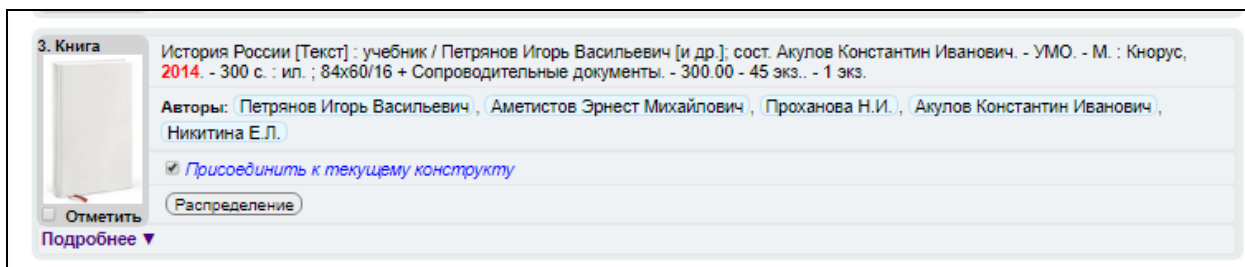 3. Книга
История России [Текст] : учебник / Петрянов Игорь Васильевич [и др.]; сост. Акулов Константин Иванович. - УМО. - М. : Кнорус,
2014. - 300 с. : ил. ; 84x60/16 + Сопроводительные документы. - 300.00 - 45 экз.. - 1 экз.
Авторы: Петрянов Игорь Васильевич , Аметистов Эрнест Михайлович , Проханова Н.И. , Акулов Константин Иванович ,
Никитина Е.Л.
Присоединить к текущему конструкту
Распределение
Отметить
Подробнее ▼